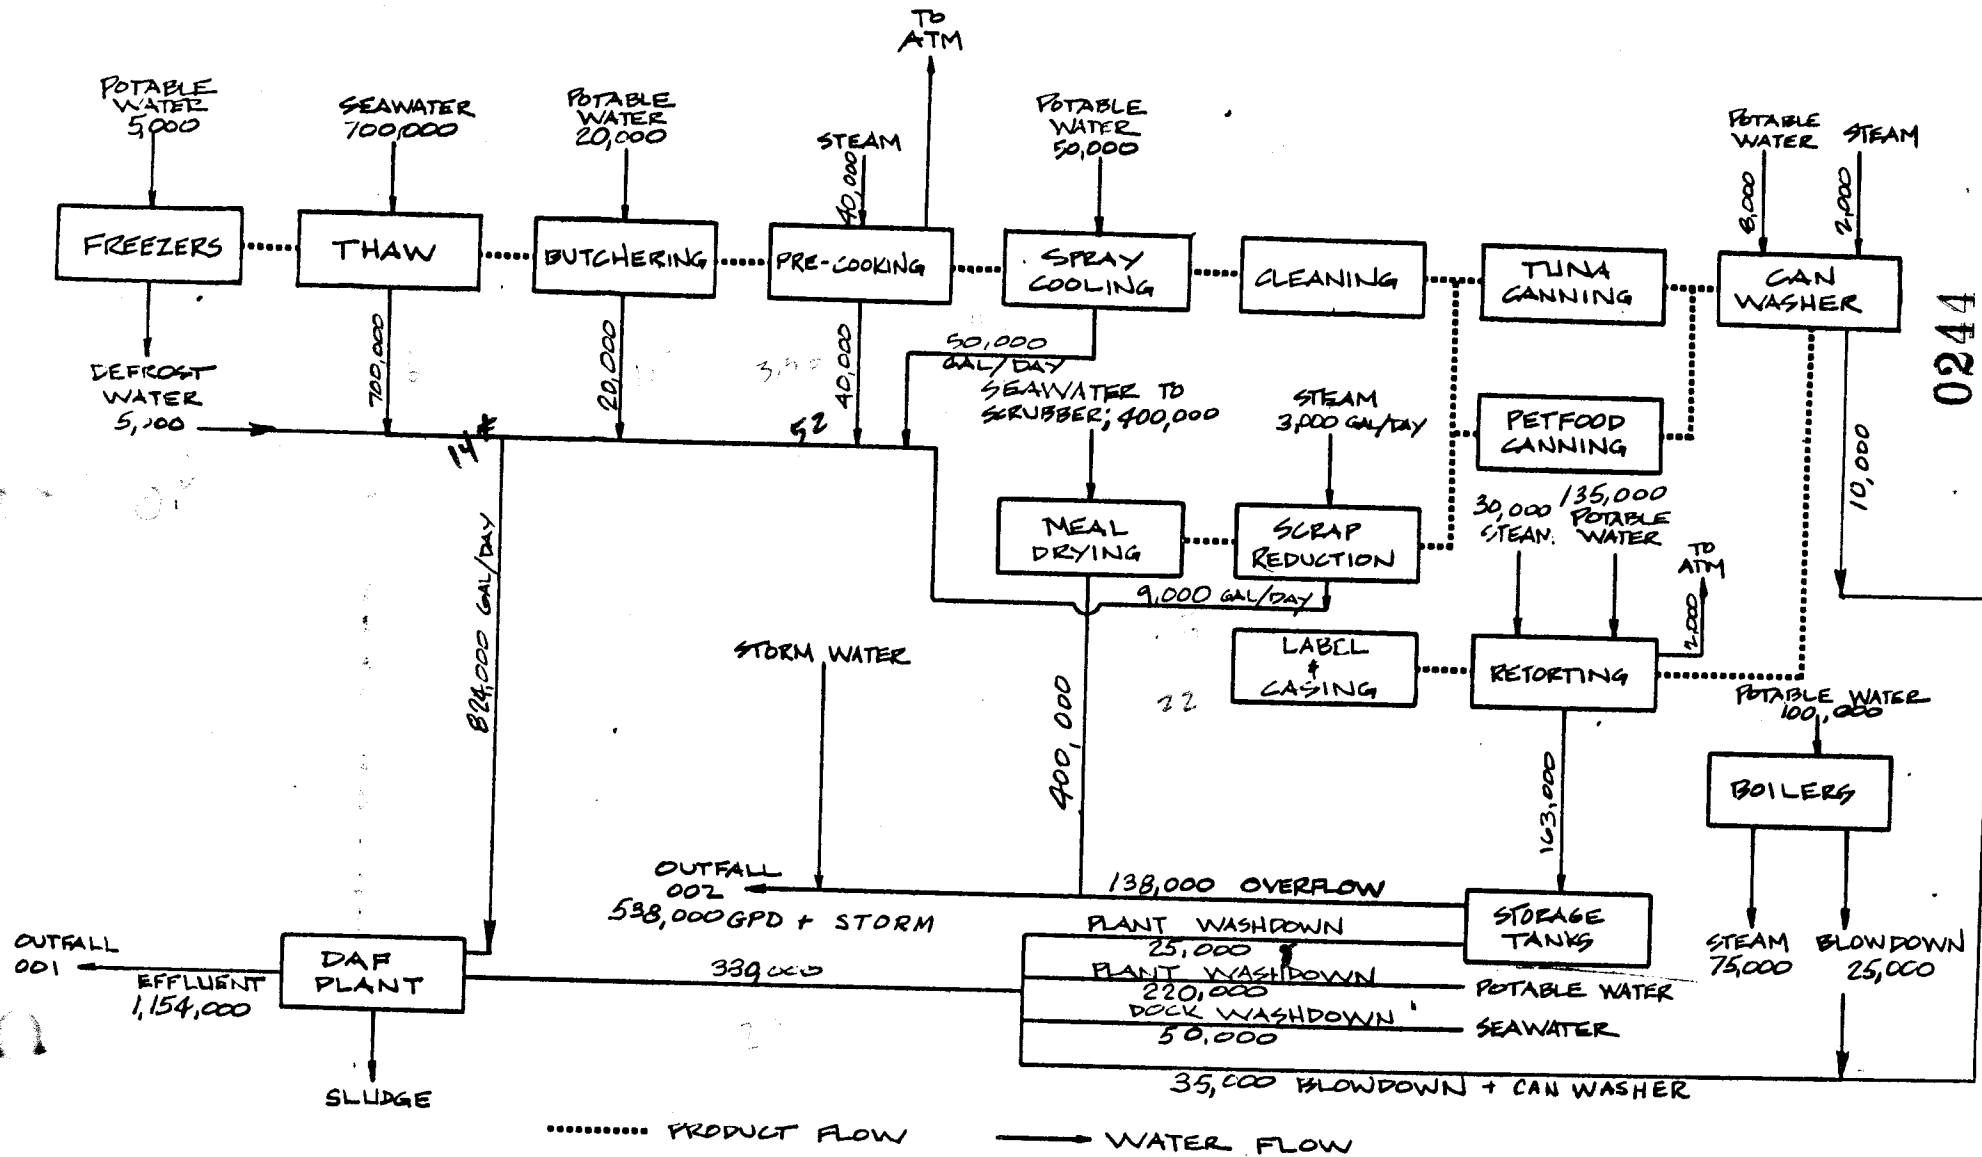 TO
ATM
POTABLE
WATER
5,000
SEAWATER
700,000
POTABLE
WATER
20,000
STEAM
40,000
POTABLE
WATER
50,000
POTABLE
WATER
8,000
STEAM
2,000
FREEZERS
THAW
BUTCHERING
PRE-COOKING
SPRAY
COOLING
CLEANING
TUNA
CANNING
CAN
WASHER
0244
DEFROST
WATER
700,000
20,000
40,000
50,000
GAL/DAY
SEAWATER TO
SCRUBBER; 400,000
STEAM
3,000 GAL/DAY
PETFOOD
CANNING
10,000
14*
52
30,000
STEAM
135,000
POTABLE
WATER
TO
ATM
2,000
MEAL
DRYING
SCRAP
REDUCTION
9,000 GAL/DAY
824,000 GAL/DAY
STORM WATER
LABEL
&
CASING
RETORTING
22
400,000
163,000
POTABLE WATER
100,000
BOILERS
STEAM
75,000
BLOWDOWN
25,000
OUTFALL
002
538,000 GPD + STORM
138,000 OVERFLOW
STORAGE
TANKS
PLANT WASHDOWN
25,000
PLANT WASHDOWN
220,000
POTABLE WATER
DOCK WASHDOWN
50,000
SEAWATER
35,000 BLOWDOWN + CAN WASHER
OUTFALL
001
EFFLUENT
1,154,000
DAF
PLANT
330,000
SLUDGE
PRODUCT FLOW
WATER FLOW